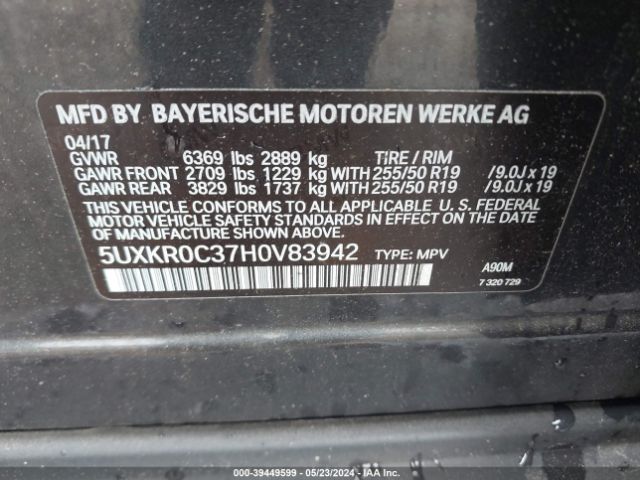 MFD BY BAYERISCHE MOTOREN WERKE AG
04/17
GVWR 6369 lbs 2889 kg TIRE / RIM
GAWR FRONT 2709 lbs 1229 kg WITH 255/50 R19 /9.0J x 19
GAWR REAR 3829 lbs 1737 kg WITH 255/50 R19 /9.0J x 19
THIS VEHICLE CONFORMS TO ALL APPLICABLE U. S. FEDERAL
MOTOR VEHICLE SAFETY STANDARDS IN EFFECT ON THE DATE OF
MANUFACTURE SHOWN ABOVE.
5UXKR0C37H0V83942 TYPE: MPV
A90M
7 320 729
000-39449599 - 05/23/2024 - IAA Inc.